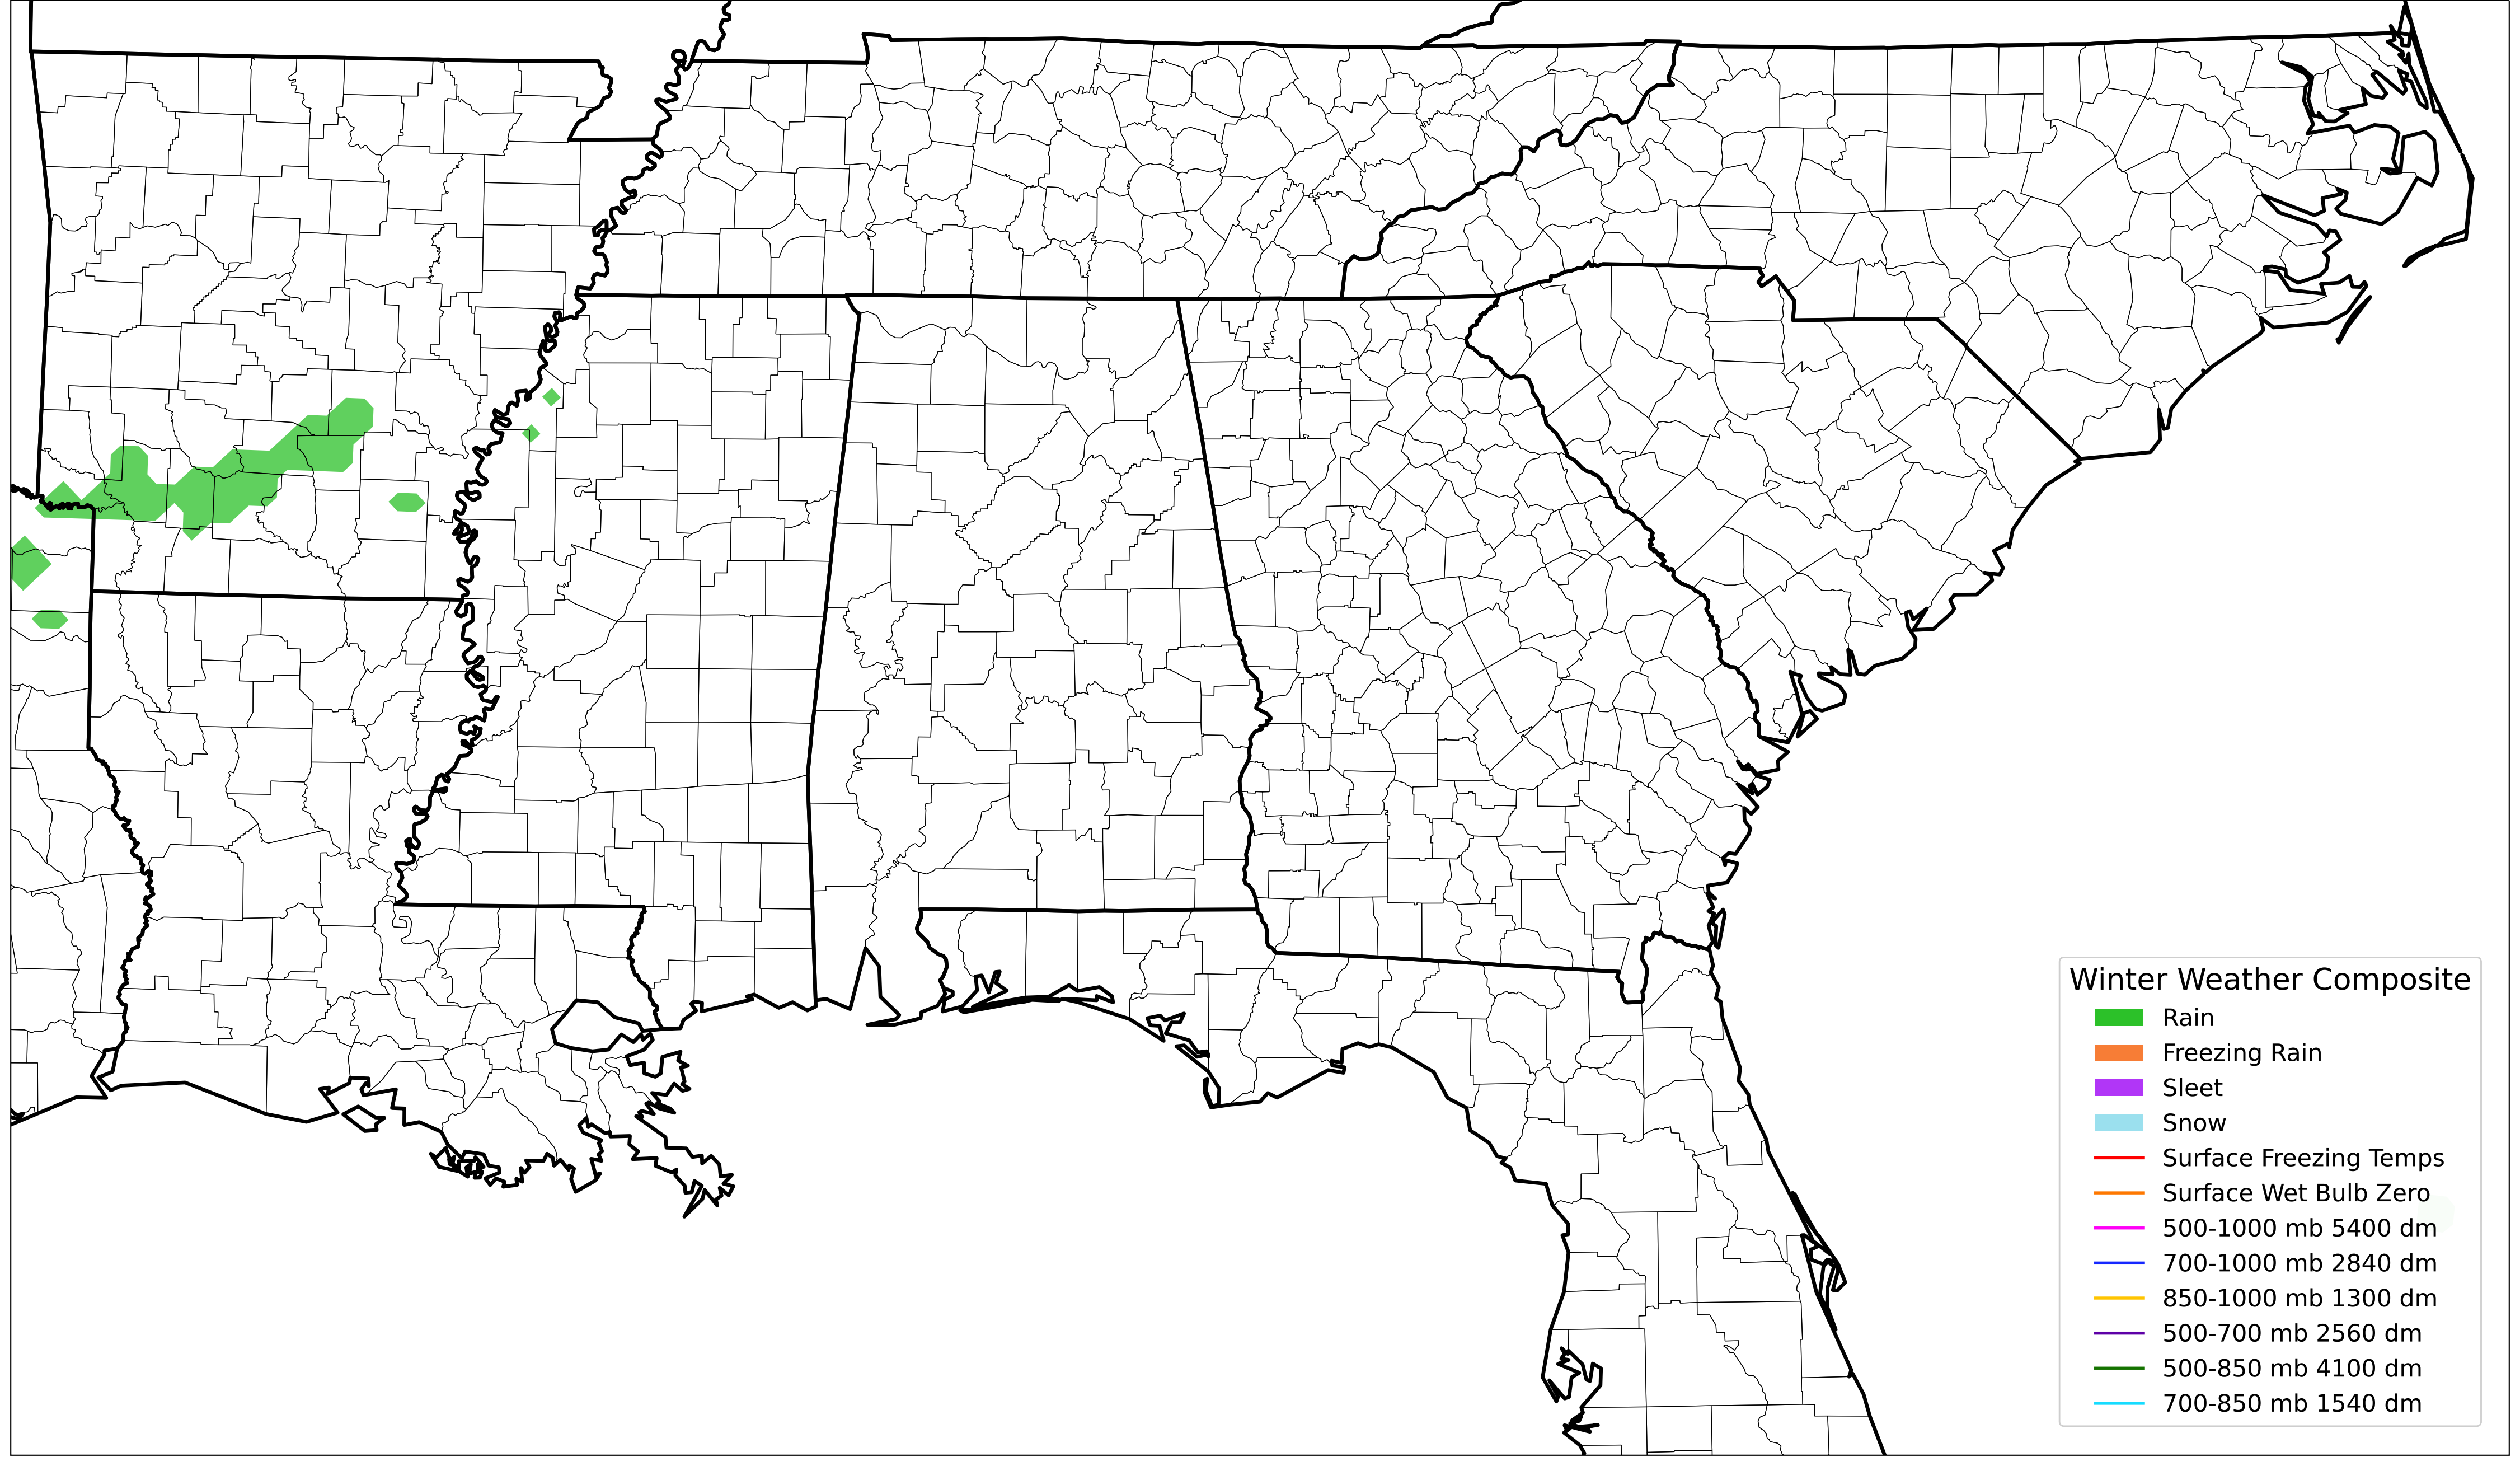 Winter Weather Composite
Rain
Freezing Rain
Sleet
Snow
Surface Freezing Temps
Surface Wet Bulb Zero
500-1000 mb 5400 dm
700-1000 mb 2840 dm
850-1000 mb 1300 dm
500-700 mb 2560 dm
500-850 mb 4100 dm
700-850 mb 1540 dm